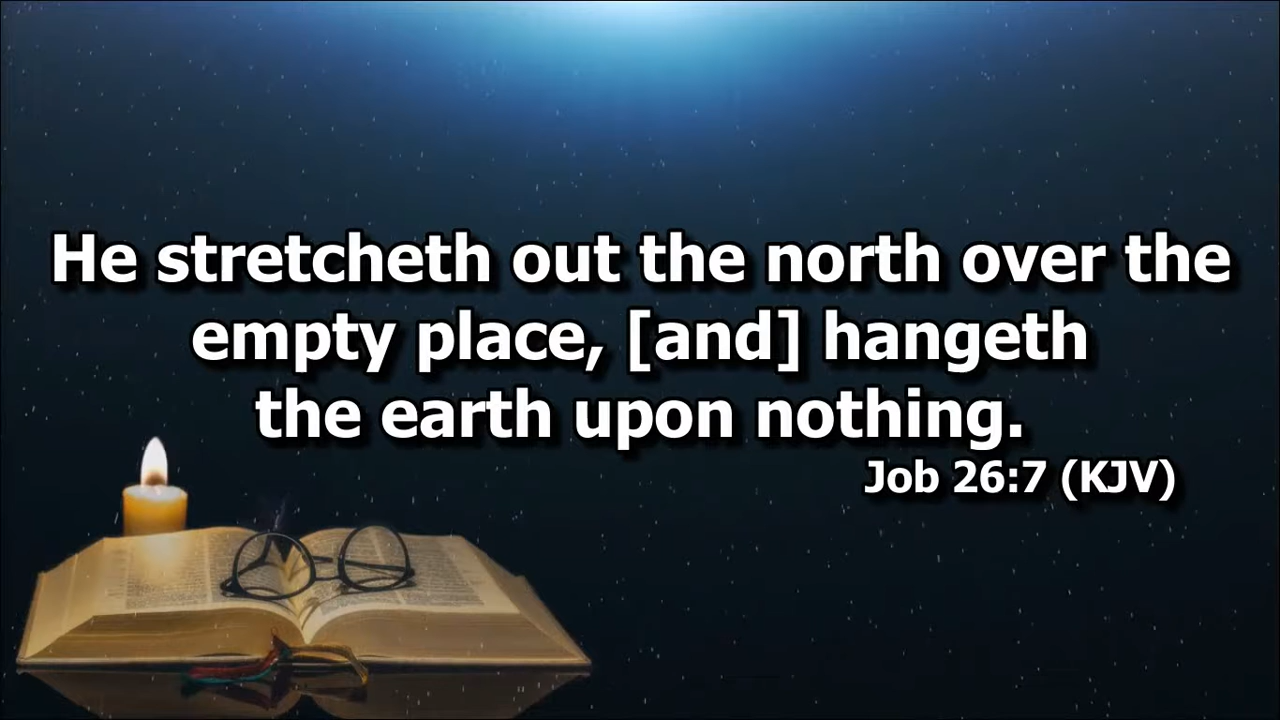 He stretcheth out the north over the
empty place, [and] hangeth
the earth upon nothing.
Job 26:7 (KJV)